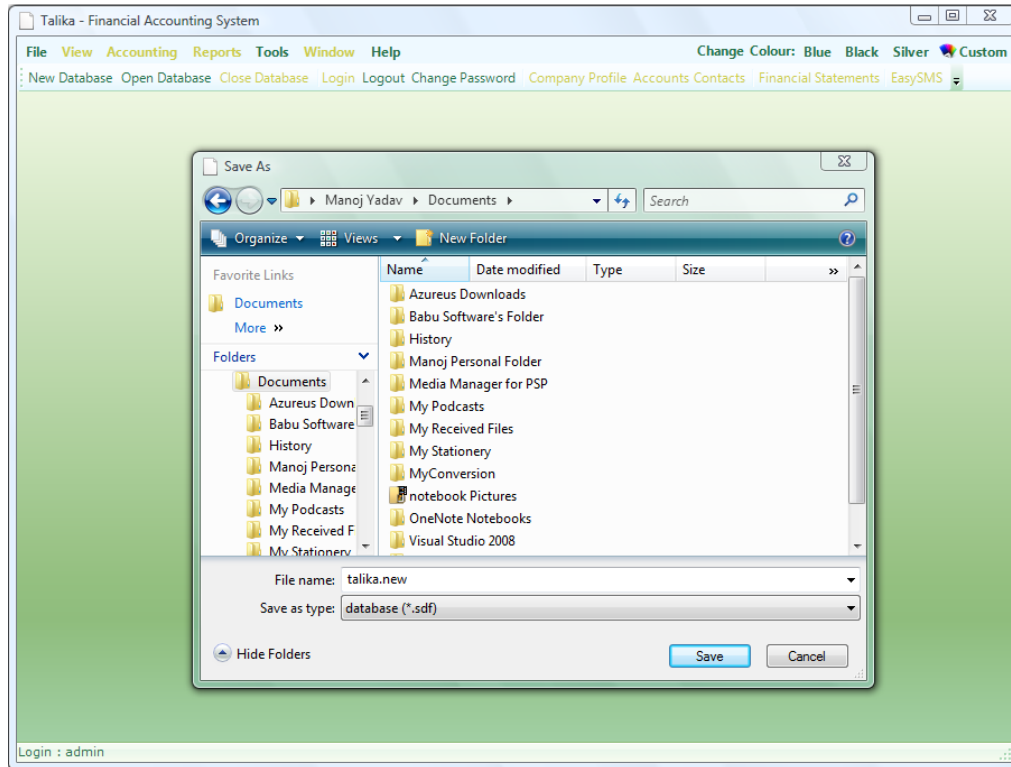 Talika - Financial Accounting System
File View Accounting Reports Tools Window Help Change Colour: Blue Black Silver Custom
New Database Open Database Close Database Login Logout Change Password Company Profile Accounts Contacts Financial Statements EasySMS
Save As
Manoj Yadav Documents Search
Organize Views New Folder
Favorite Links
Documents
More »
Folders
Documents
Azureus Down
Babu Software
History
Manoj Persona
Media Manage
My Podcasts
My Received F
My Stationery
Name Date modified Type Size »
Azureus Downloads
Babu Software's Folder
History
Manoj Personal Folder
Media Manager for PSP
My Podcasts
My Received Files
My Stationery
MyConversion
notebook Pictures
OneNote Notebooks
Visual Studio 2008
File name: talika.new
Save as type: database (*.sdf)
Hide Folders Save Cancel
Login : admin